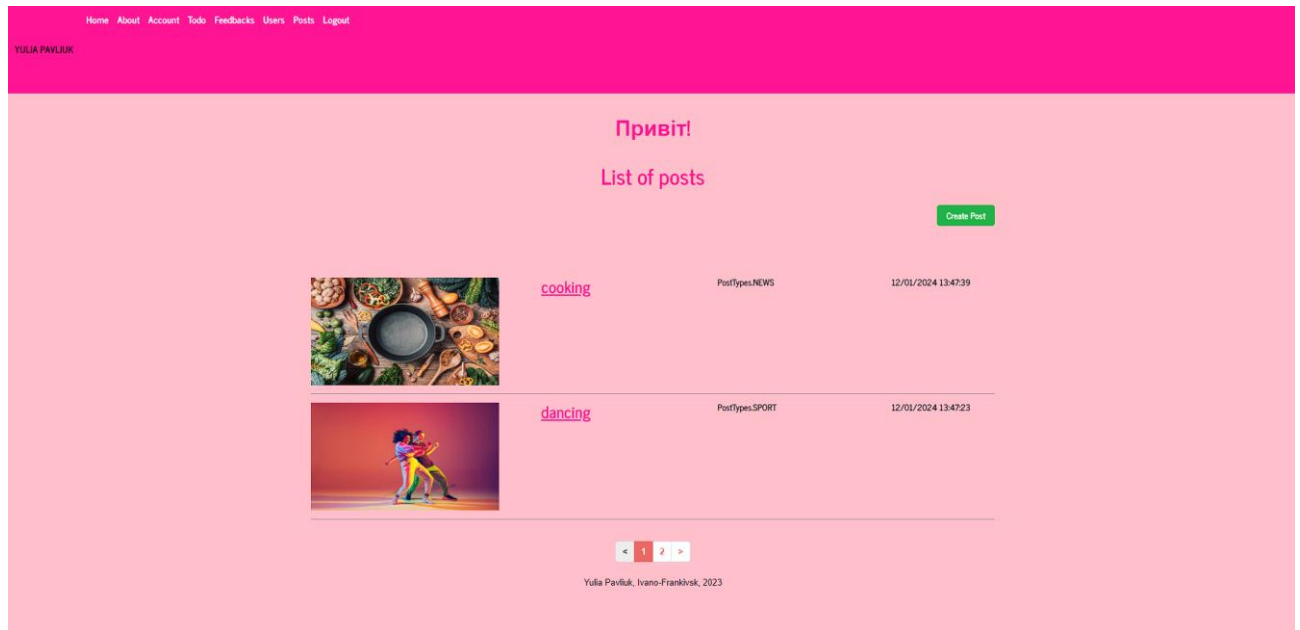 Home About Account Todo Feedbacks Users Posts Logout
YULIA PAVLIUK
Привіт!
List of posts
Create Post
cooking PostTypes.NEWS 12/01/2024 13:47:39
dancing PostTypes.SPORT 12/01/2024 13:47:23
< 1 2 >
Yulia Pavliuk, Ivano-Frankivsk, 2023